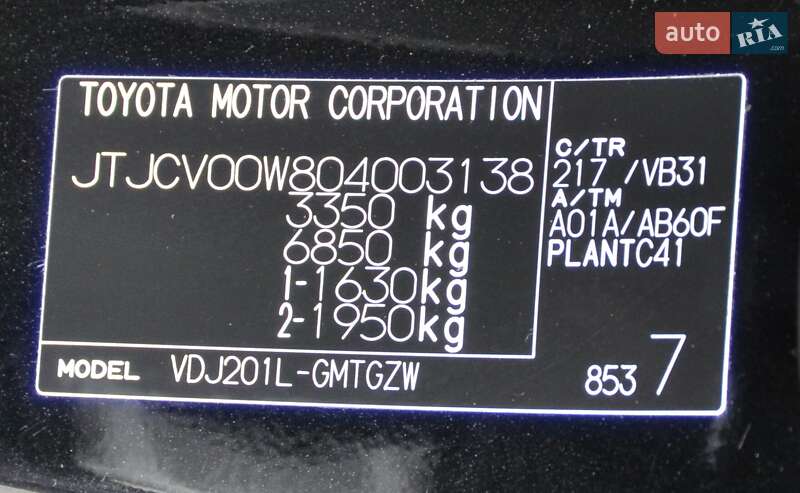 auto RIA.com
TOYOTA MOTOR CORPORATION
JTJCV00W804003138
3350 kg
6850 kg
1-1630kg
2-1950kg
C/TR
217 /VB31
A/TM
A01A/AB60F
PLANTC41
MODEL VDJ201L-GMTGZW
853 7